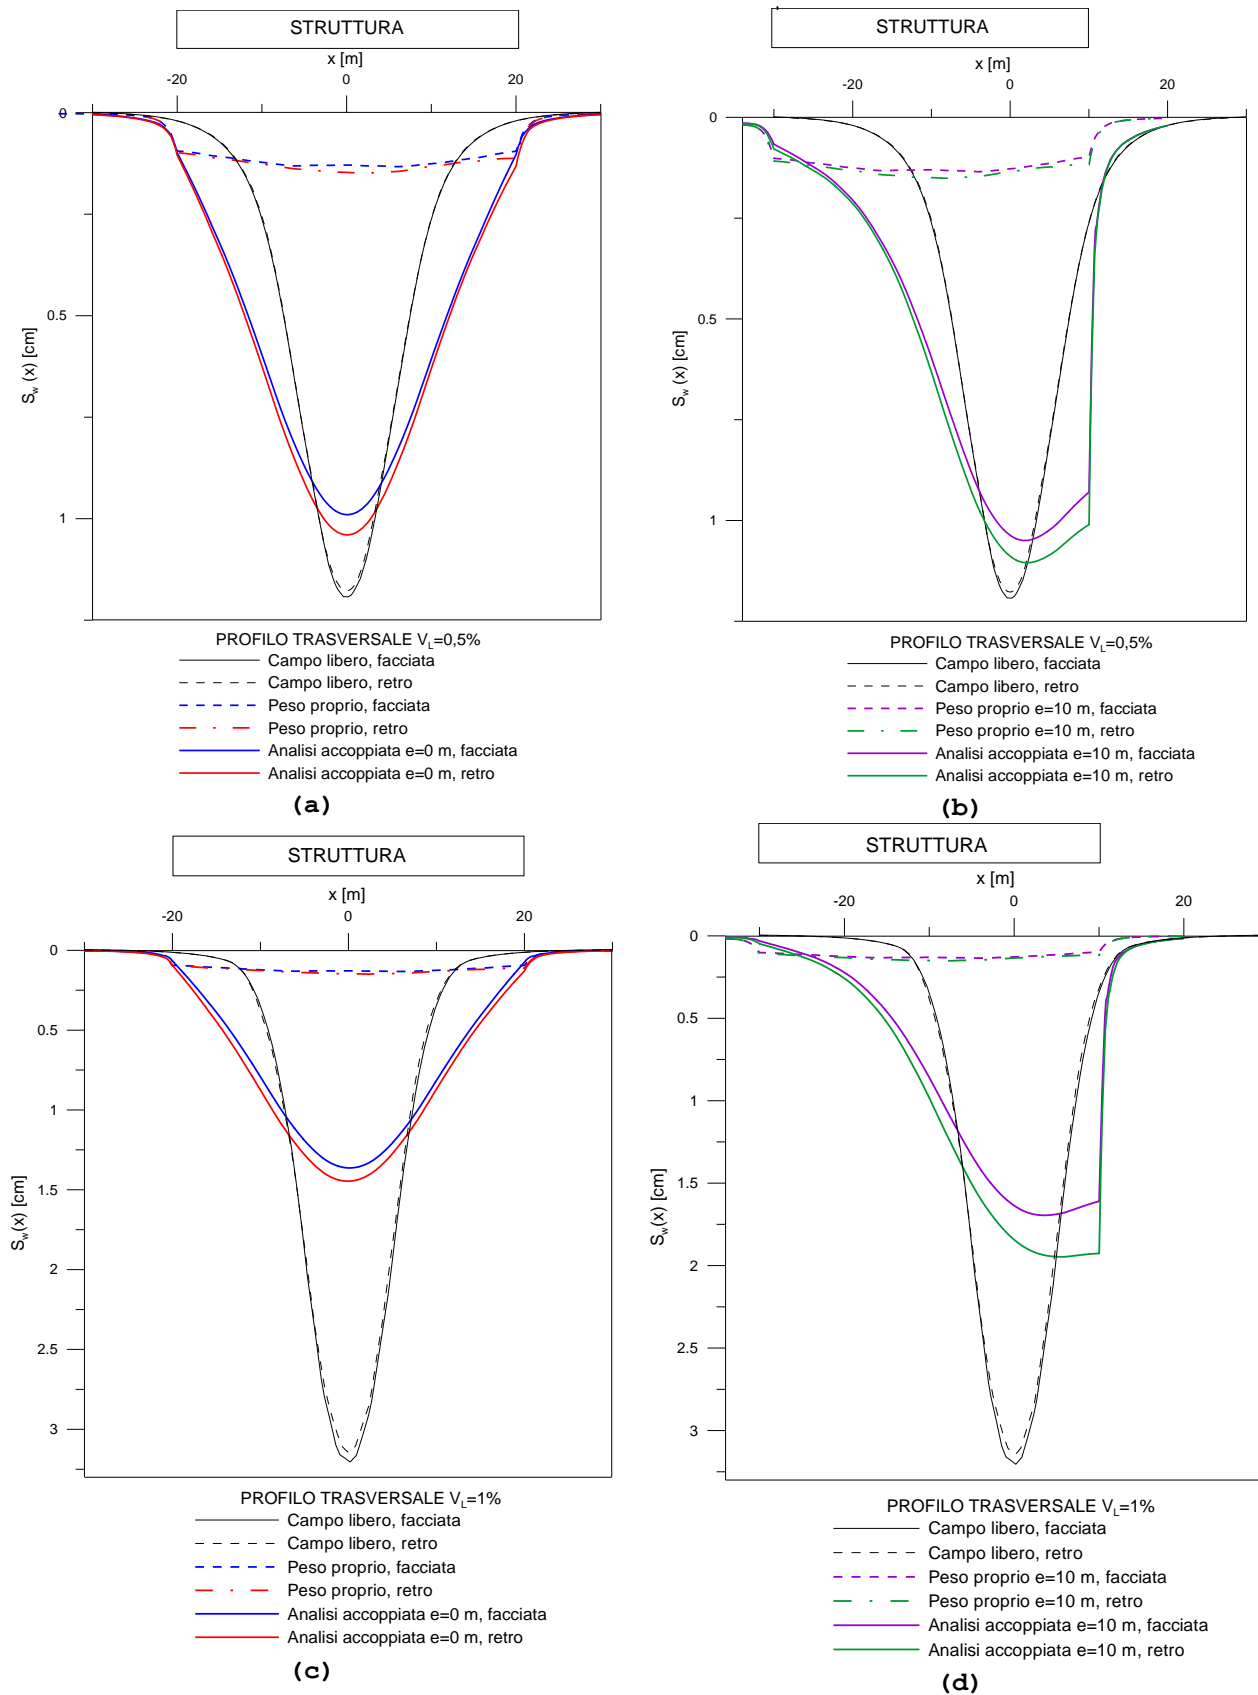 STRUTTURA
x [m]
-20 0 20
0
0.5
1
S_w (x) [cm]
PROFILO TRASVERSALE V_L=0,5%
Campo libero, facciata
Campo libero, retro
Peso proprio, facciata
Peso proprio, retro
Analisi accoppiata e=0 m, facciata
Analisi accoppiata e=0 m, retro
(a)
STRUTTURA
x [m]
-20 0 20
0
0.5
1
S_w (x) [cm]
PROFILO TRASVERSALE V_L=0,5%
Campo libero, facciata
Campo libero, retro
Peso proprio e=10 m, facciata
Peso proprio e=10 m, retro
Analisi accoppiata e=10 m, facciata
Analisi accoppiata e=10 m, retro
(b)
STRUTTURA
x [m]
-20 0 20
0
0.5
1
1.5
2
2.5
3
S_w(x) [cm]
PROFILO TRASVERSALE V_L=1%
Campo libero, facciata
Campo libero, retro
Peso proprio, facciata
Peso proprio, retro
Analisi accoppiata e=0 m, facciata
Analisi accoppiata e=0 m, retro
(c)
STRUTTURA
x [m]
-20 0 20
0
0.5
1
1.5
2
2.5
3
S_w(x) [cm]
PROFILO TRASVERSALE V_L=1%
Campo libero, facciata
Campo libero, retro
Peso proprio e=10 m, facciata
Peso proprio e=10 m, retro
Analisi accoppiata e=10 m, facciata
Analisi accoppiata e=10 m, retro
(d)